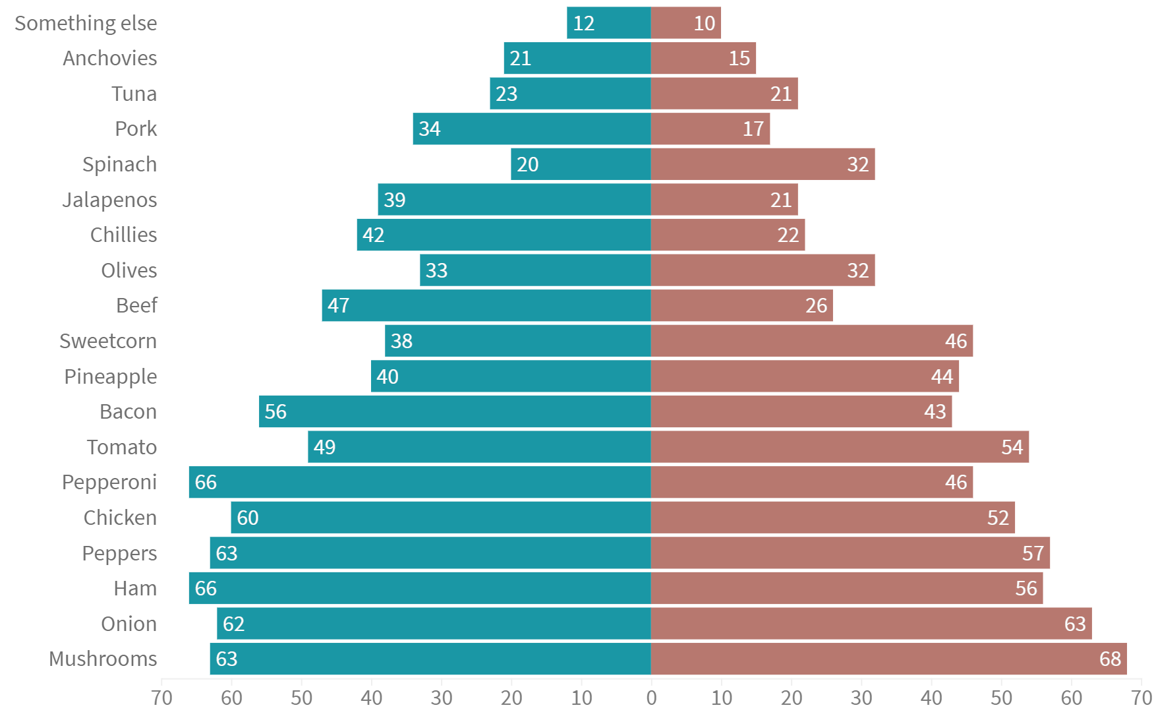 Something else 12 10
Anchovies 21 15
Tuna 23 21
Pork 34 17
Spinach 20 32
Jalapenos 39 21
Chillies 42 22
Olives 33 32
Beef 47 26
Sweetcorn 38 46
Pineapple 40 44
Bacon 56 43
Tomato 49 54
Pepperoni 66 46
Chicken 60 52
Peppers 63 57
Ham 66 56
Onion 62 63
Mushrooms 63 68
70 60 50 40 30 20 10 0 10 20 30 40 50 60 70